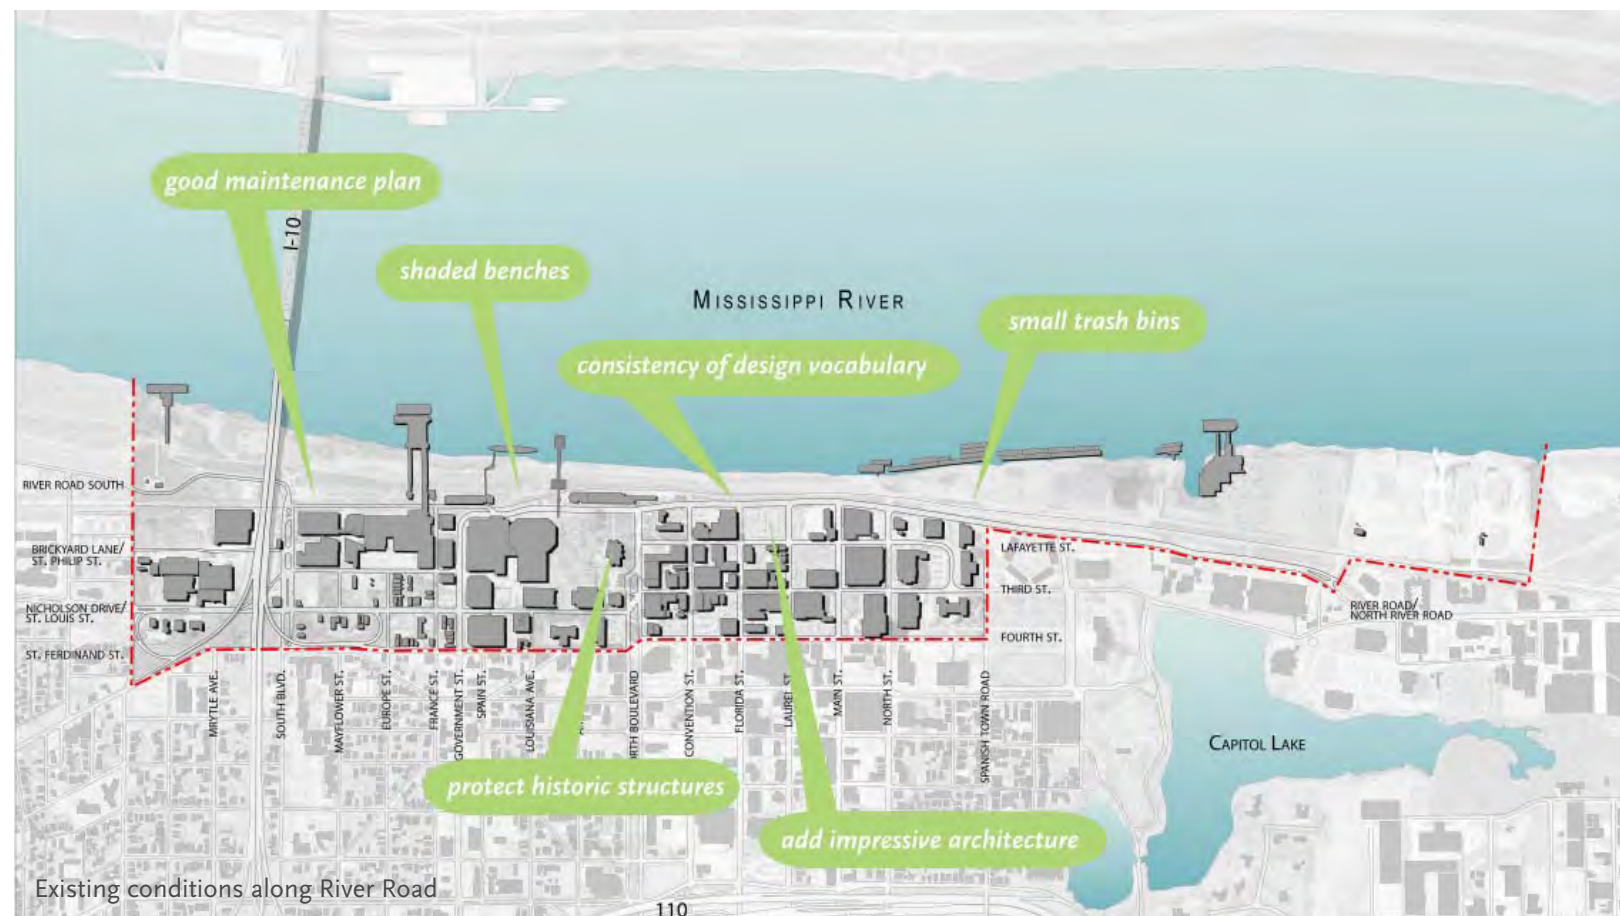 good maintenance plan
I-10
shaded benches
MISSISSIPPI RIVER
small trash bins
consistency of design vocabulary
RIVER ROAD SOUTH
BRICKYARD LANE/
ST. PHILIP ST.
NICHOLSON DRIVE/
ST. LOUIS ST.
ST. FERDINAND ST.
LAFAYETTE ST.
THIRD ST.
FOURTH ST.
RIVER ROAD/
NORTH RIVER ROAD
MYRTLE AVE.
SOUTH BLVD.
MAYFLOWER ST.
EUROPE ST.
FRANCE ST.
GOVERNMENT ST.
SPAIN ST.
LOUISIANA AVE.
ORTH BOULEVARD
CONVENTION ST.
FLORIDA ST.
LAUREL ST.
MAIN ST.
NORTH ST.
SPANISH TOWN ROAD
CAPITOL LAKE
protect historic structures
add impressive architecture
Existing conditions along River Road
110